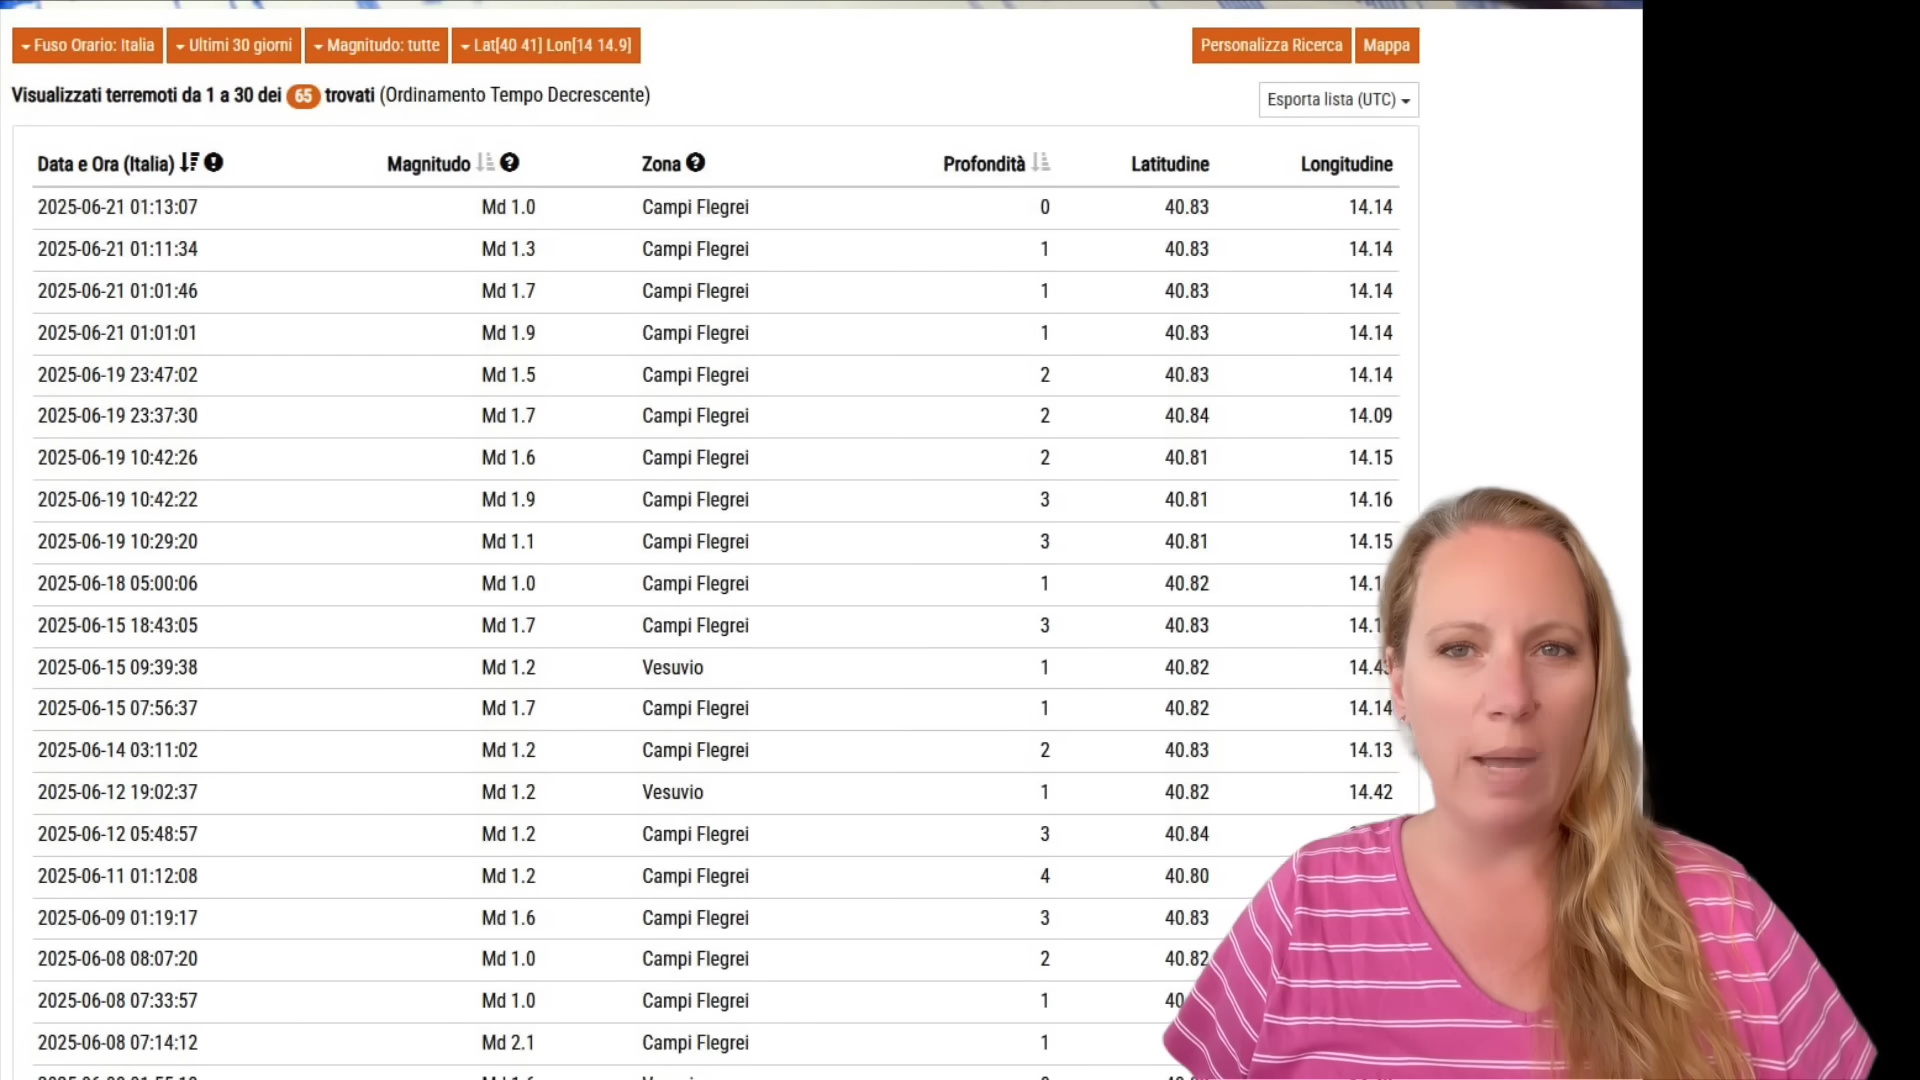 Fuso Orario: Italia Ultimi 30 giorni Magnitudo: tutte Lat[40 41] Lon[14 14.9] Personalizza Ricerca Mappa
Visualizzati terremoti da 1 a 30 dei 65 trovati (Ordinamento Tempo Decrescente)
Esporta lista (UTC)
Data e Ora (Italia) Magnitudo Zona Profondità Latitudine Longitudine
2025-06-21 01:13:07 Md 1.0 Campi Flegrei 0 40.83 14.14
2025-06-21 01:11:34 Md 1.3 Campi Flegrei 1 40.83 14.14
2025-06-21 01:01:46 Md 1.7 Campi Flegrei 1 40.83 14.14
2025-06-21 01:01:01 Md 1.9 Campi Flegrei 1 40.83 14.14
2025-06-19 23:47:02 Md 1.5 Campi Flegrei 2 40.83 14.14
2025-06-19 23:37:30 Md 1.7 Campi Flegrei 2 40.84 14.09
2025-06-19 10:42:26 Md 1.6 Campi Flegrei 2 40.81 14.15
2025-06-19 10:42:22 Md 1.9 Campi Flegrei 3 40.81 14.16
2025-06-19 10:29:20 Md 1.1 Campi Flegrei 3 40.81 14.15
2025-06-18 05:00:06 Md 1.0 Campi Flegrei 1 40.82
2025-06-15 18:43:05 Md 1.7 Campi Flegrei 3 40.83
2025-06-15 09:39:38 Md 1.2 Vesuvio 1 40.82
2025-06-15 07:56:37 Md 1.7 Campi Flegrei 1 40.82 14.14
2025-06-14 03:11:02 Md 1.2 Campi Flegrei 2 40.83 14.13
2025-06-12 19:02:37 Md 1.2 Vesuvio 1 40.82 14.42
2025-06-12 05:48:57 Md 1.2 Campi Flegrei 3 40.84
2025-06-11 01:12:08 Md 1.2 Campi Flegrei 4 40.80
2025-06-09 01:19:17 Md 1.6 Campi Flegrei 3 40.83
2025-06-08 08:07:20 Md 1.0 Campi Flegrei 2 40.82
2025-06-08 07:33:57 Md 1.0 Campi Flegrei 1
2025-06-08 07:14:12 Md 2.1 Campi Flegrei 1